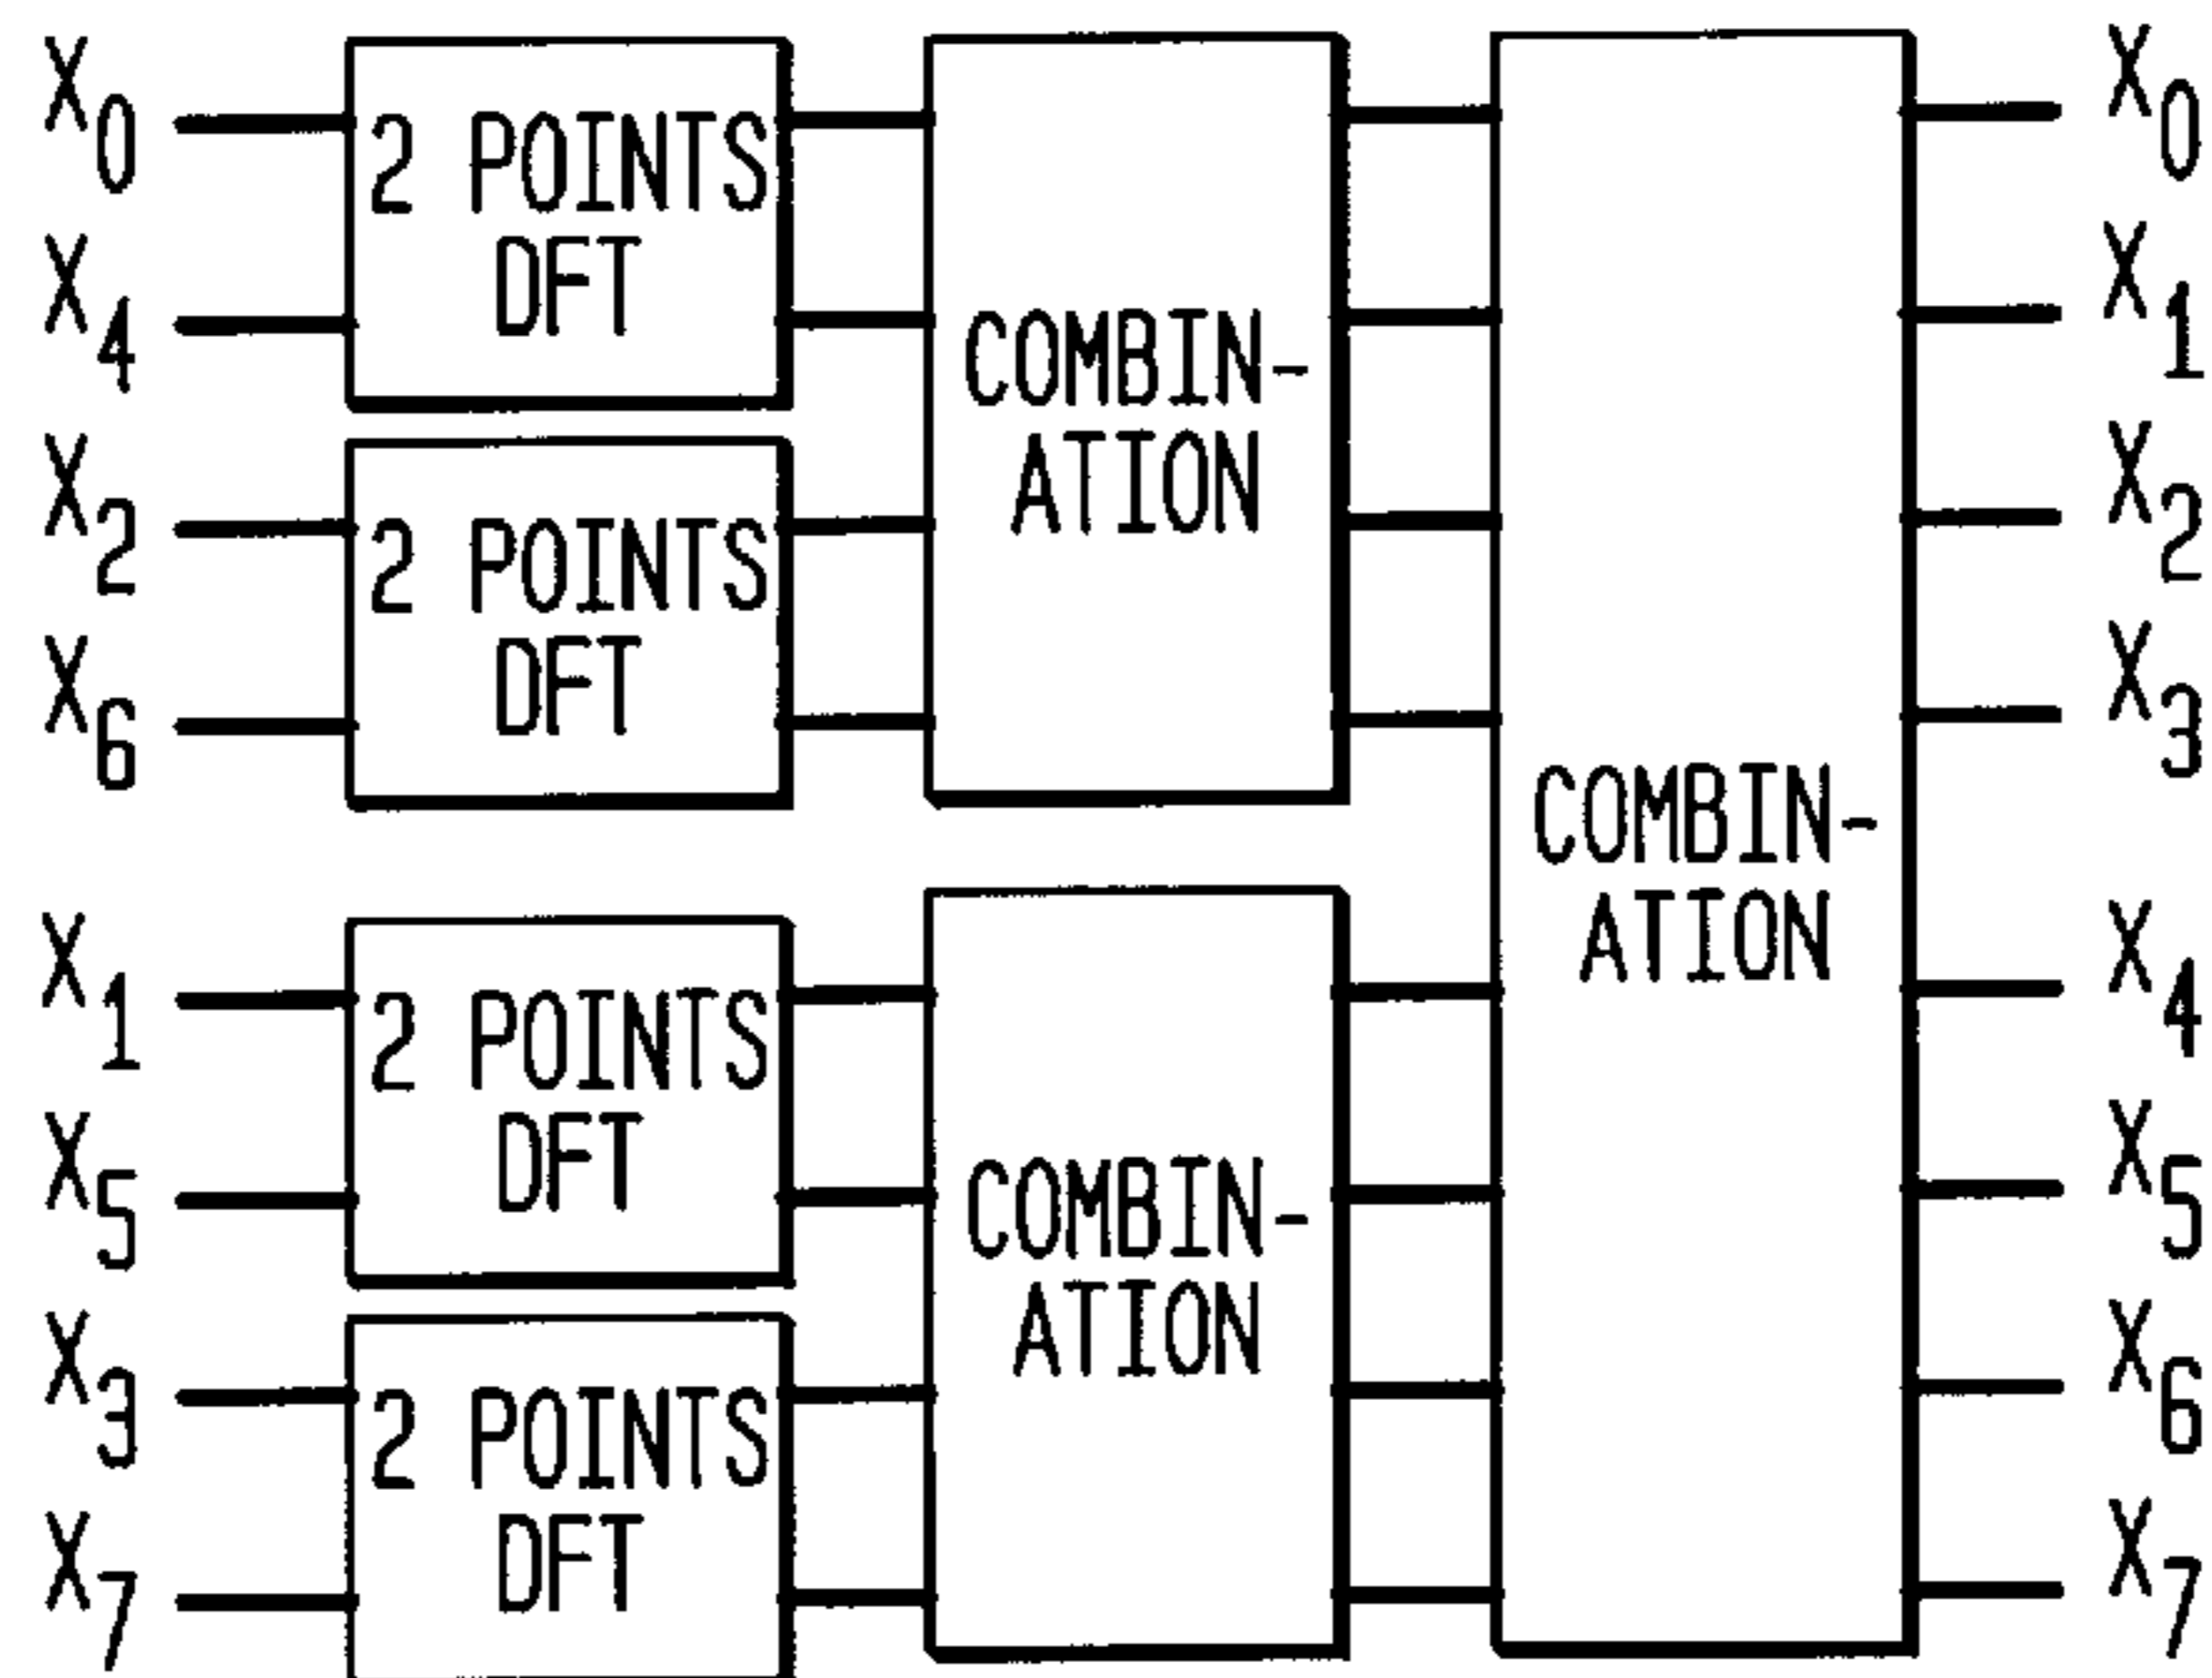 X0
X4
X2
X6
X1
X5
X3
X7
2 POINTS
DFT
2 POINTS
DFT
2 POINTS
DFT
2 POINTS
DFT
COMBIN-
ATION
COMBIN-
ATION
COMBIN-
ATION
X0
X1
X2
X3
X4
X5
X6
X7